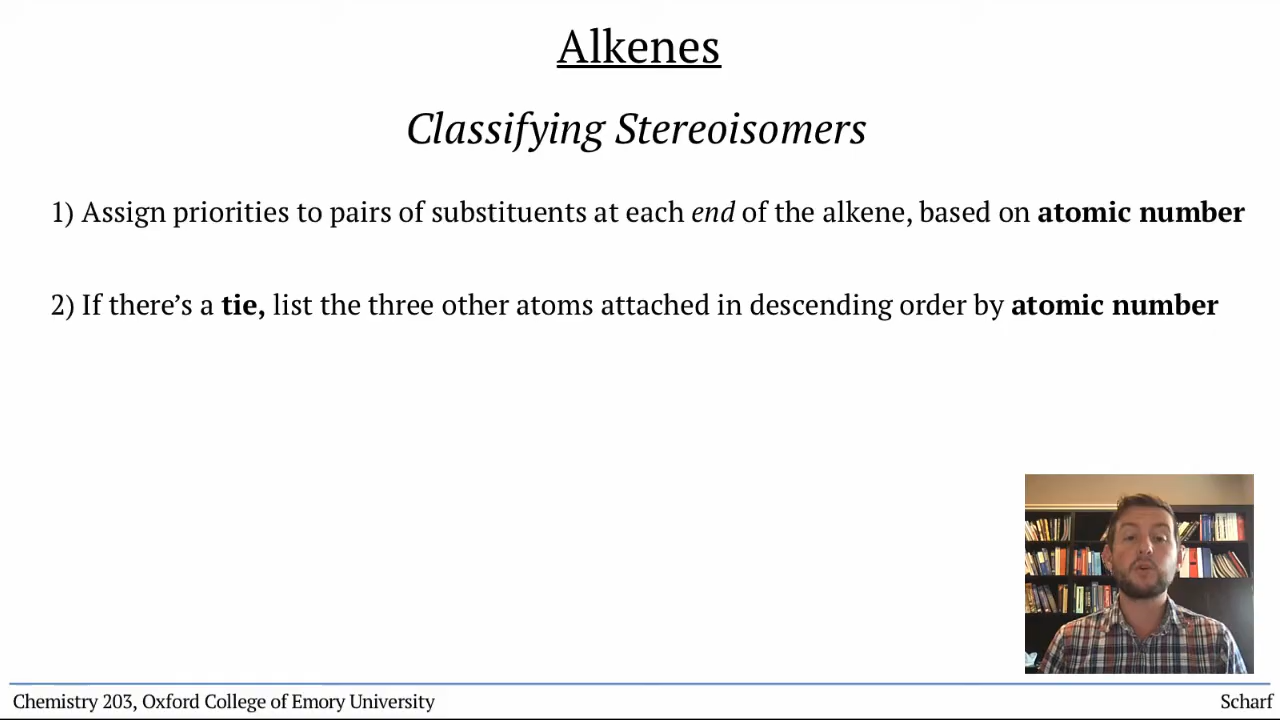 Alkenes
Classifying Stereoisomers
1) Assign priorities to pairs of substituents at each end of the alkene, based on atomic number
2) If there’s a tie, list the three other atoms attached in descending order by atomic number
Chemistry 203, Oxford College of Emory University
Scharf